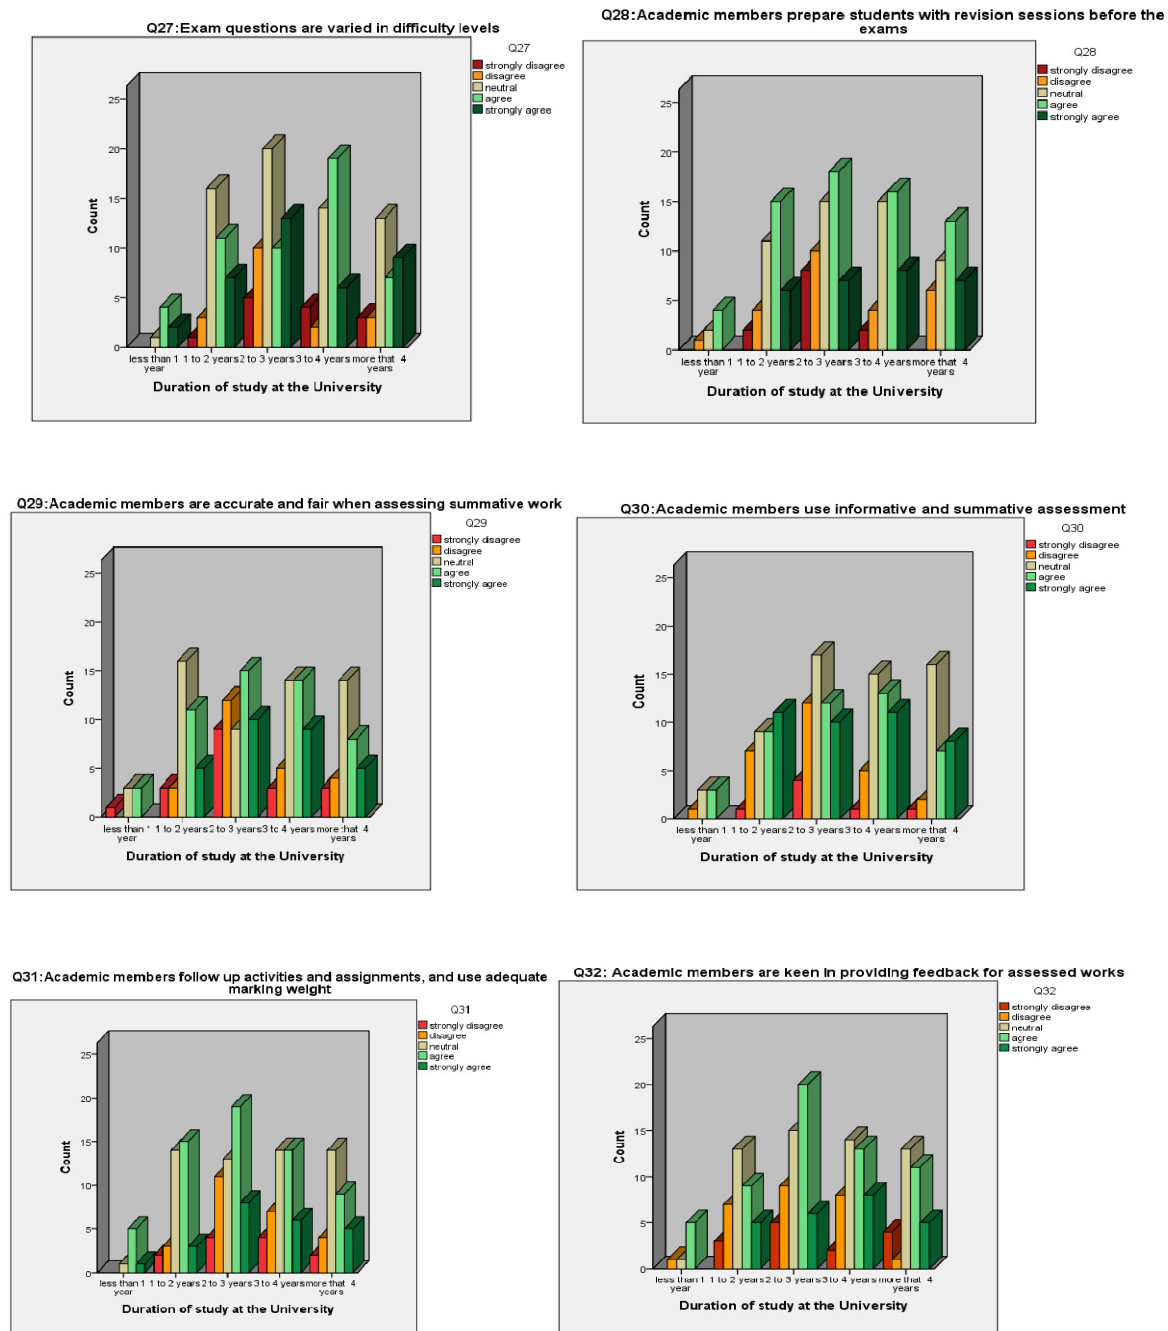 Q27:Exam questions are varied in difficulty levels
Q27
strongly disagree
disagree
neutral
agree
strongly agree
25
20
15
10
5
0
Count
less than 1 year
1 to 2 years
2 to 3 years
3 to 4 years
more that 4 years
Duration of study at the University
Q28:Academic members prepare students with revision sessions before the
exams
Q28
strongly disagree
disagree
neutral
agree
strongly agree
25
20
15
10
5
0
Count
less than 1 year
1 to 2 years
2 to 3 years
3 to 4 years
more that 4 years
Duration of study at the University
Q29:Academic members are accurate and fair when assessing summative work
Q29
strongly disagree
disagree
neutral
agree
strongly agree
25
20
15
10
5
0
Count
less than 1 year
1 to 2 years
2 to 3 years
3 to 4 years
more that 4 years
Duration of study at the University
Q30:Academic members use informative and summative assessment
Q30
strongly disagree
disagree
neutral
agree
strongly agree
25
20
15
10
5
0
Count
less than 1 year
1 to 2 years
2 to 3 years
3 to 4 years
more that 4 years
Duration of study at the University
Q31:Academic members follow up activities and assignments, and use adequate
marking weight
Q31
strongly disagree
disagree
neutral
agree
strongly agree
25
20
15
10
5
0
Count
less than 1 year
1 to 2 years
2 to 3 years
3 to 4 years
more that 4 years
Duration of study at the University
Q32: Academic members are keen in providing feedback for assessed works
Q32
strongly disagree
disagree
neutral
agree
strongly agree
25
20
15
10
5
0
Count
less than 1 year
1 to 2 years
2 to 3 years
3 to 4 years
more that 4 years
Duration of study at the University